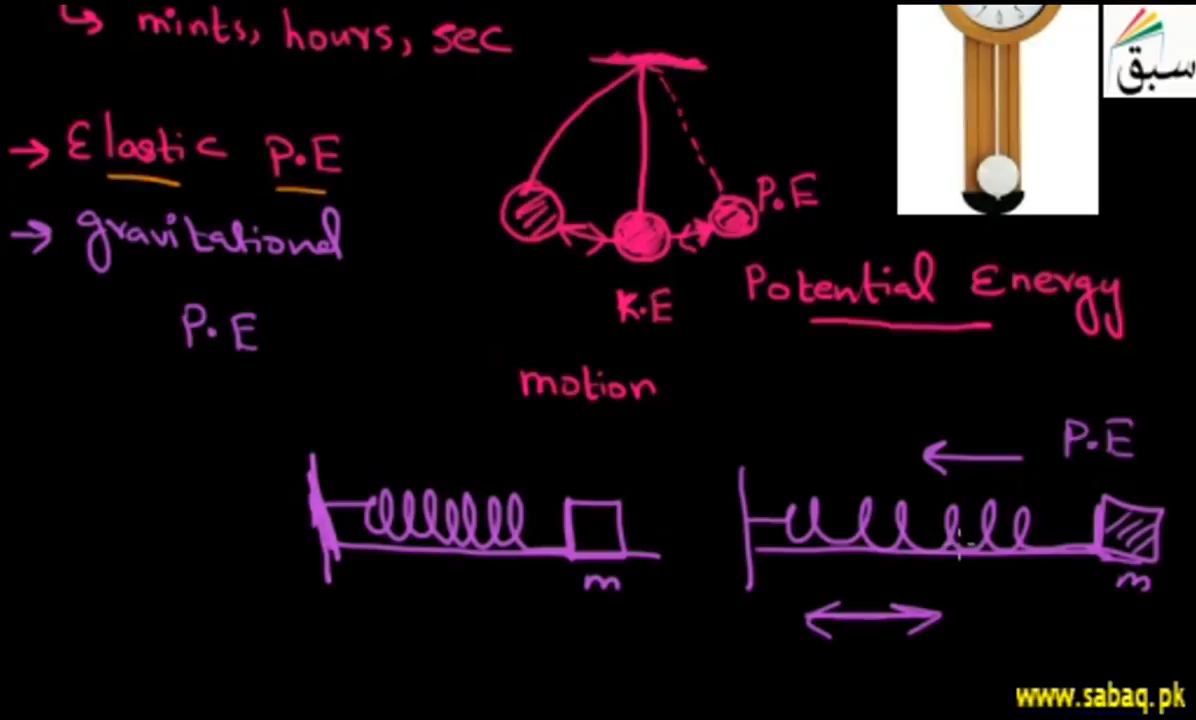 ↳ mints, hours, sec
سبق
→ Elastic P.E
P.E
→ gravitational
K.E
Potential Energy
P.E
motion
P.E
m
m
www.sabaq.pk